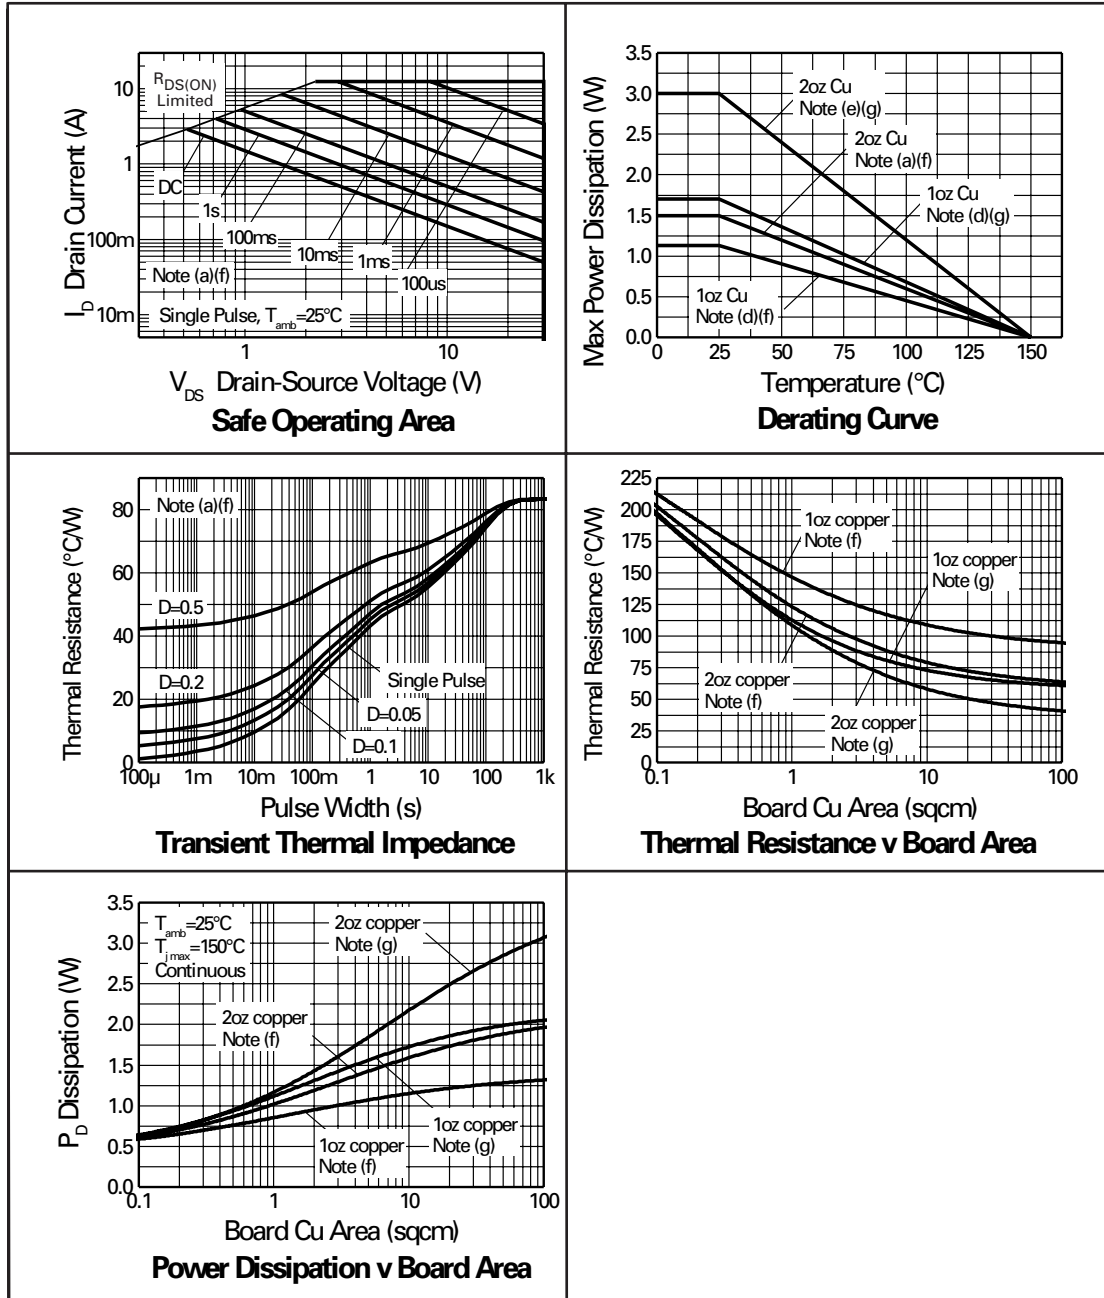 I_D Drain Current (A)
10
1
100m
10m
R_DS(ON)
Limited
DC
1s
100ms
10ms
1ms
100us
Note (a)(f)
Single Pulse, T_amb=25°C
1
10
V_DS Drain-Source Voltage (V)
Safe Operating Area
Max Power Dissipation (W)
3.5
3.0
2.5
2.0
1.5
1.0
0.5
0.0
2oz Cu
Note (e)(g)
2oz Cu
Note (a)(f)
1oz Cu
Note (d)(g)
1oz Cu
Note (d)(f)
0 25 50 75 100 125 150
Temperature (°C)
Derating Curve
Thermal Resistance (°C/W)
80
60
40
20
0
Note (a)(f)
D=0.5
D=0.2
Single Pulse
D=0.05
D=0.1
100µ 1m 10m 100m 1 10 100 1k
Pulse Width (s)
Transient Thermal Impedance
Thermal Resistance (°C/W)
225
200
175
150
125
100
75
50
25
0
1oz copper
Note (f)
1oz copper
Note (g)
2oz copper
Note (f)
2oz copper
Note (g)
0.1 1 10 100
Board Cu Area (sqcm)
Thermal Resistance v Board Area
P_D Dissipation (W)
3.5
3.0
2.5
2.0
1.5
1.0
0.5
0.0
T_amb=25°C
T_j max=150°C
Continuous
2oz copper
Note (g)
2oz copper
Note (f)
1oz copper
Note (g)
1oz copper
Note (f)
0.1 1 10 100
Board Cu Area (sqcm)
Power Dissipation v Board Area